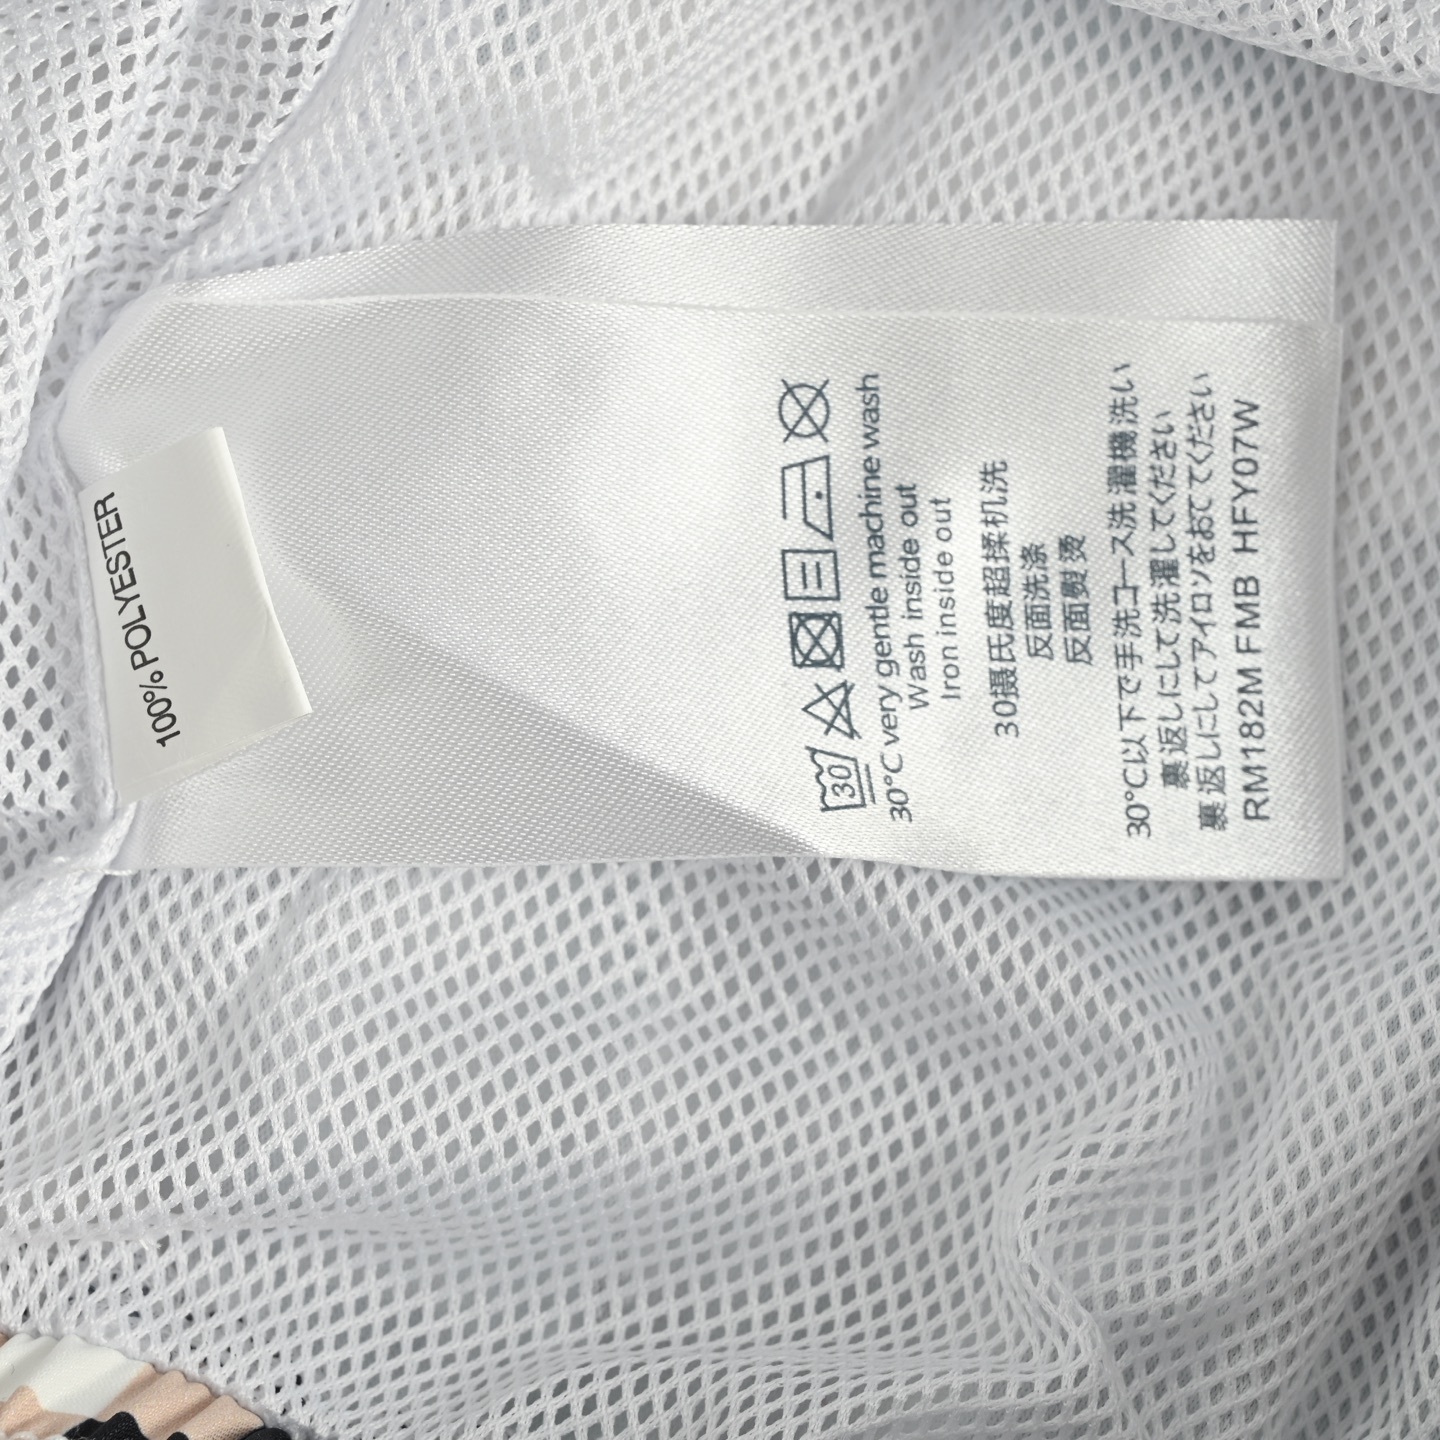 100% POLYESTER
30
30°C very gentle machine wash
Wash inside out
Iron inside out
30摄氏度超揉机洗
反面洗涤
反面熨烫
30°C以下で手洗コース洗濯機洗い
裏返しにして洗濯してください
裏返しにしてアイロンをおてください
RM182M FMB HFY07W